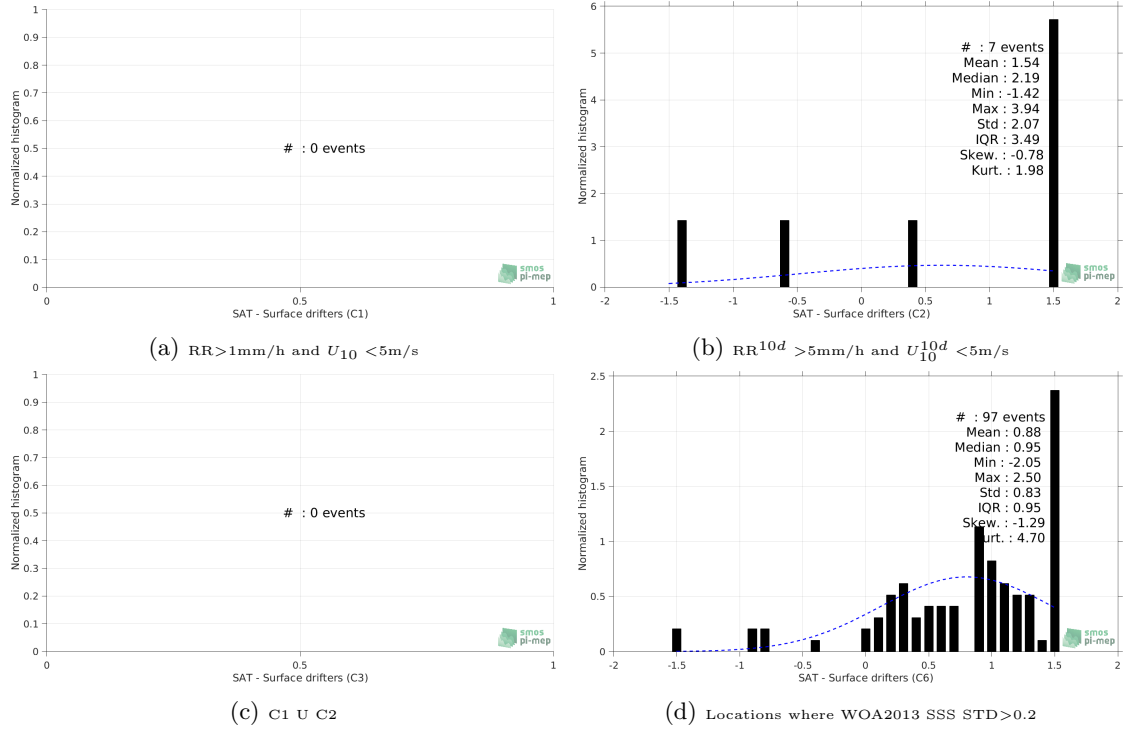 1
0.9
0.8
0.7
0.6
0.5
0.4
0.3
0.2
0.1
0
Normalized histogram
# : 0 events
smos
pi-mep
0
0.5
1
SAT - Surface drifters (C1)
(a) RR>1mm/h and U10 <5m/s
6
5
4
3
2
1
0
Normalized histogram
# : 7 events
Mean : 1.54
Median : 2.19
Min : -1.42
Max : 3.94
Std : 2.07
IQR : 3.49
Skew. : -0.78
Kurt. : 1.98
smos
pi-mep
-2
-1.5
-1
-0.5
0
0.5
1
1.5
2
SAT - Surface drifters (C2)
(b) RR10d >5mm/h and U10d10 <5m/s
1
0.9
0.8
0.7
0.6
0.5
0.4
0.3
0.2
0.1
0
Normalized histogram
# : 0 events
smos
pi-mep
0
0.5
1
SAT - Surface drifters (C3)
(c) C1 U C2
2.5
2
1.5
1
0.5
0
Normalized histogram
# : 97 events
Mean : 0.88
Median : 0.95
Min : -2.05
Max : 2.50
Std : 0.83
IQR : 0.95
Skew. : -1.29
Kurt. : 4.70
smos
pi-mep
-2
-1.5
-1
-0.5
0
0.5
1
1.5
2
SAT - Surface drifters (C6)
(d) Locations where WOA2013 SSS STD>0.2